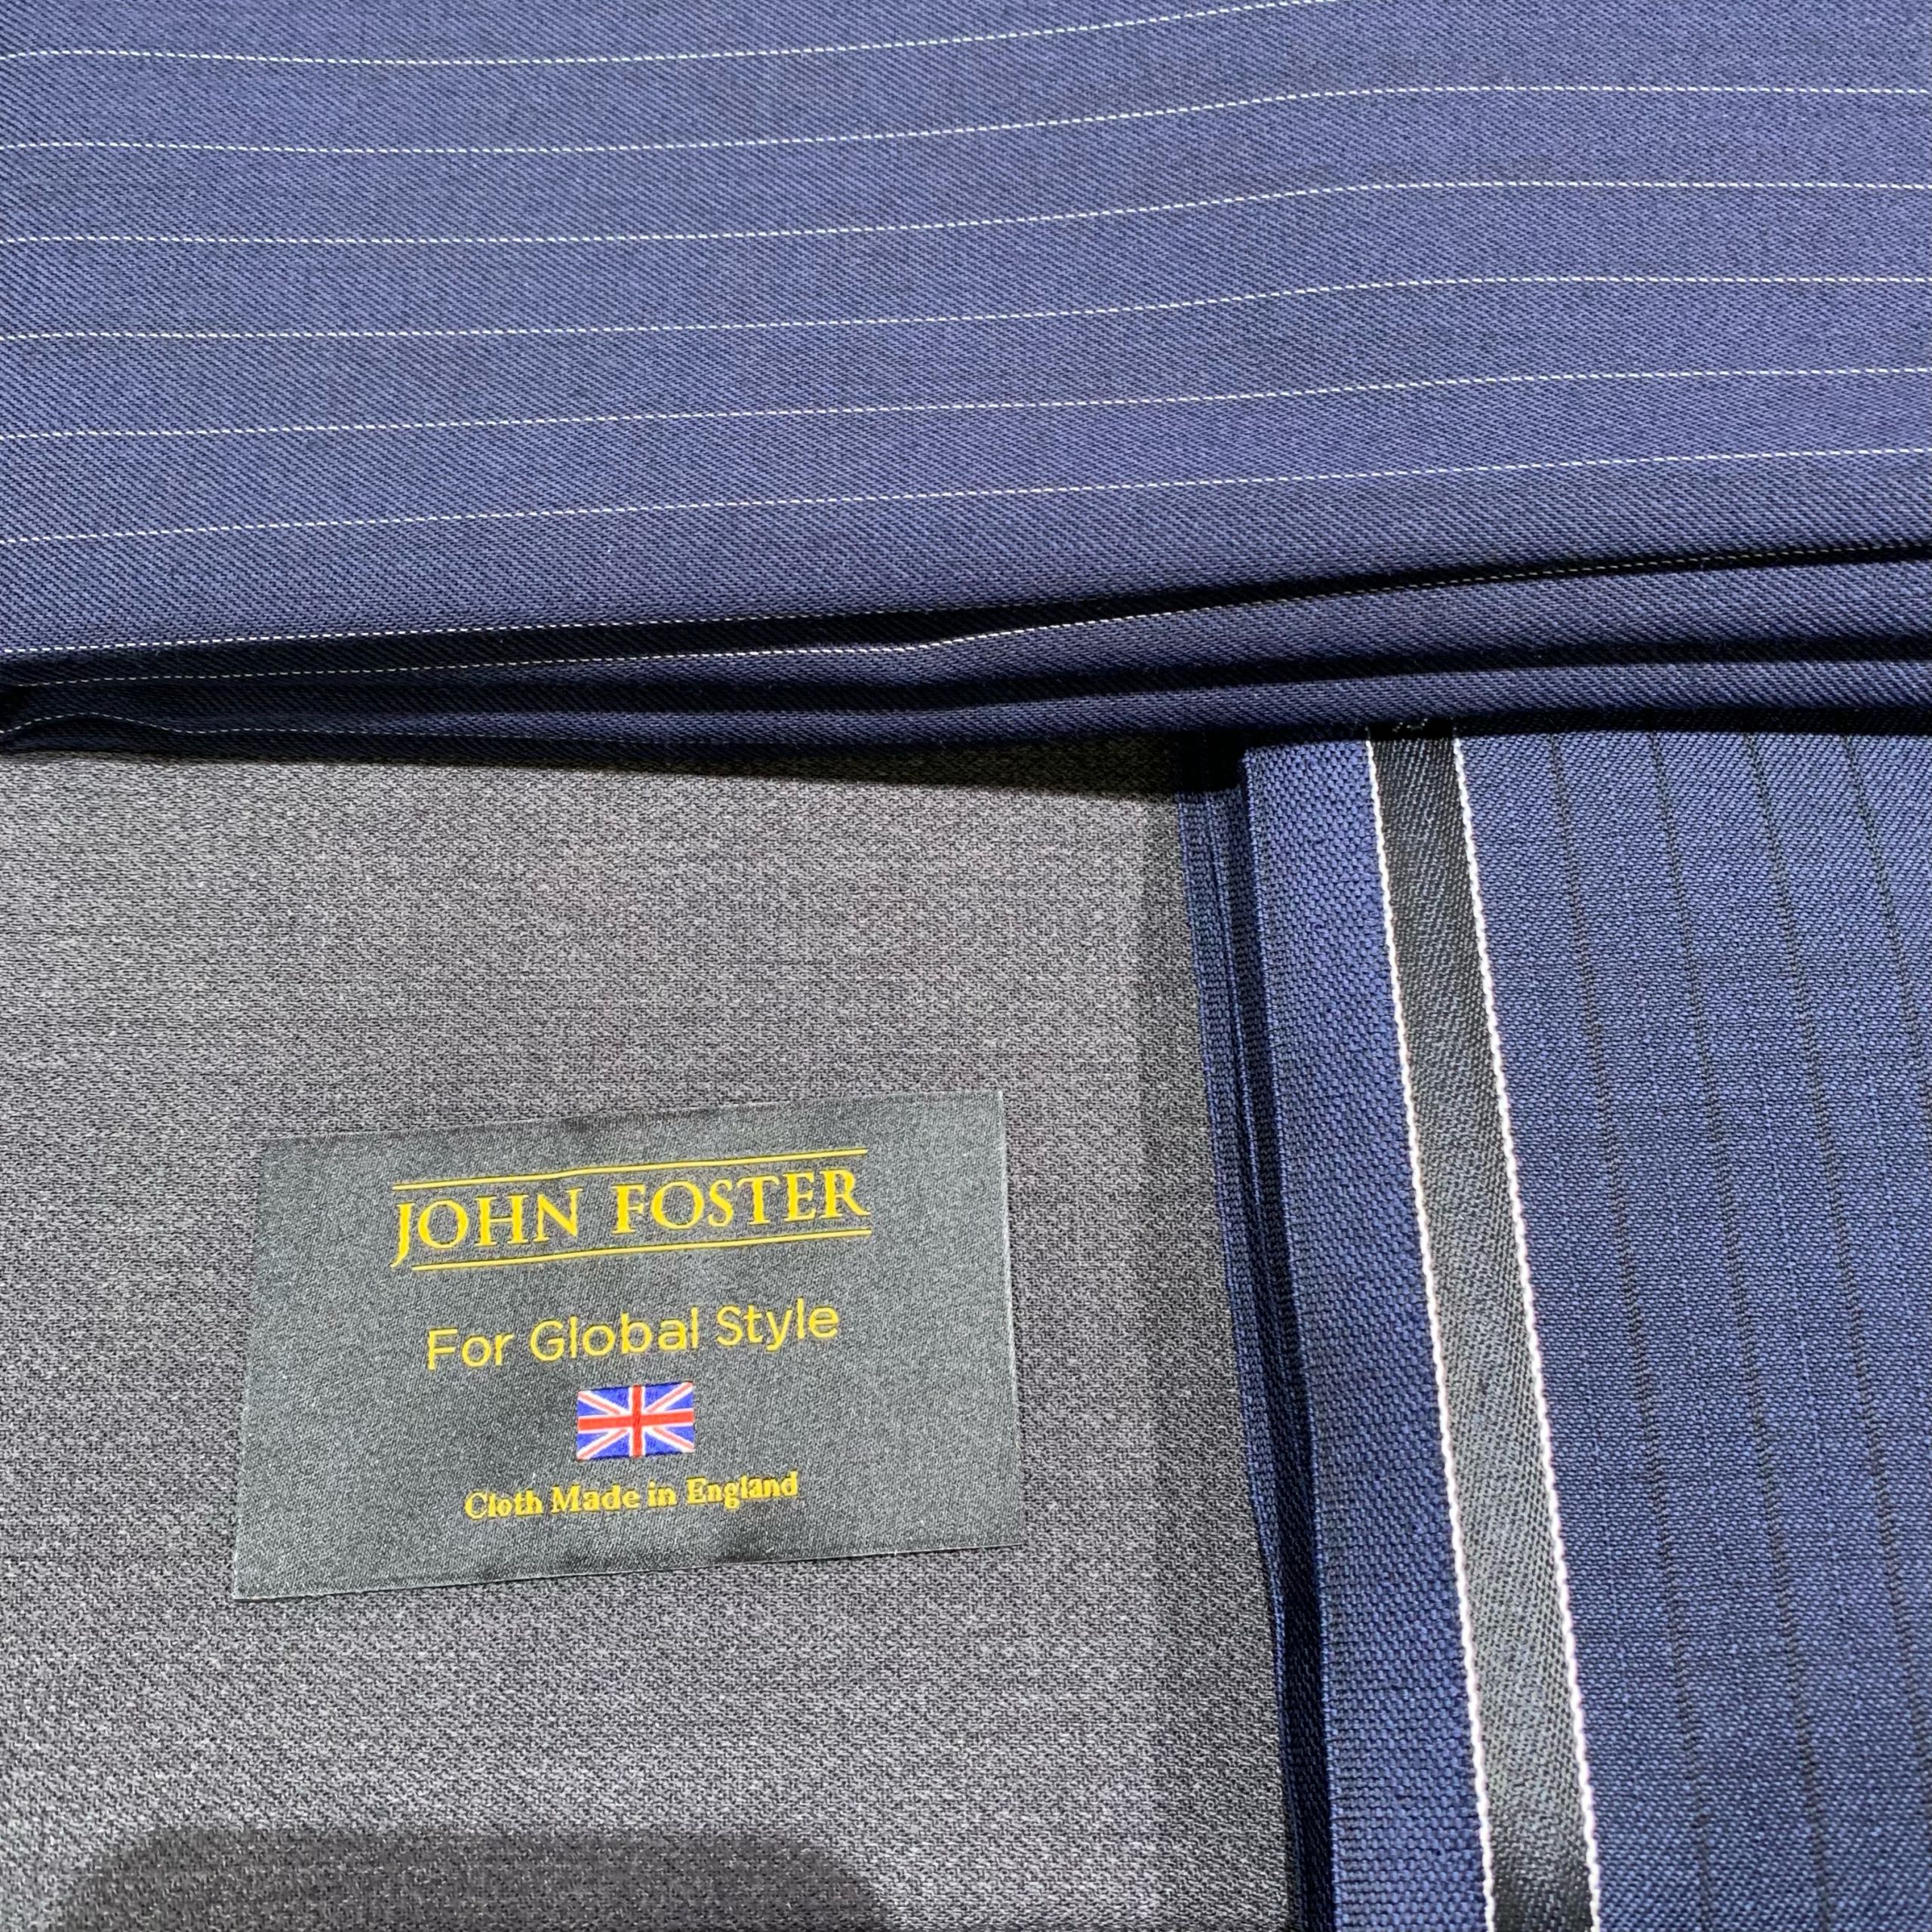 JOHN FOSTER
For Global Style
Cloth Made in England